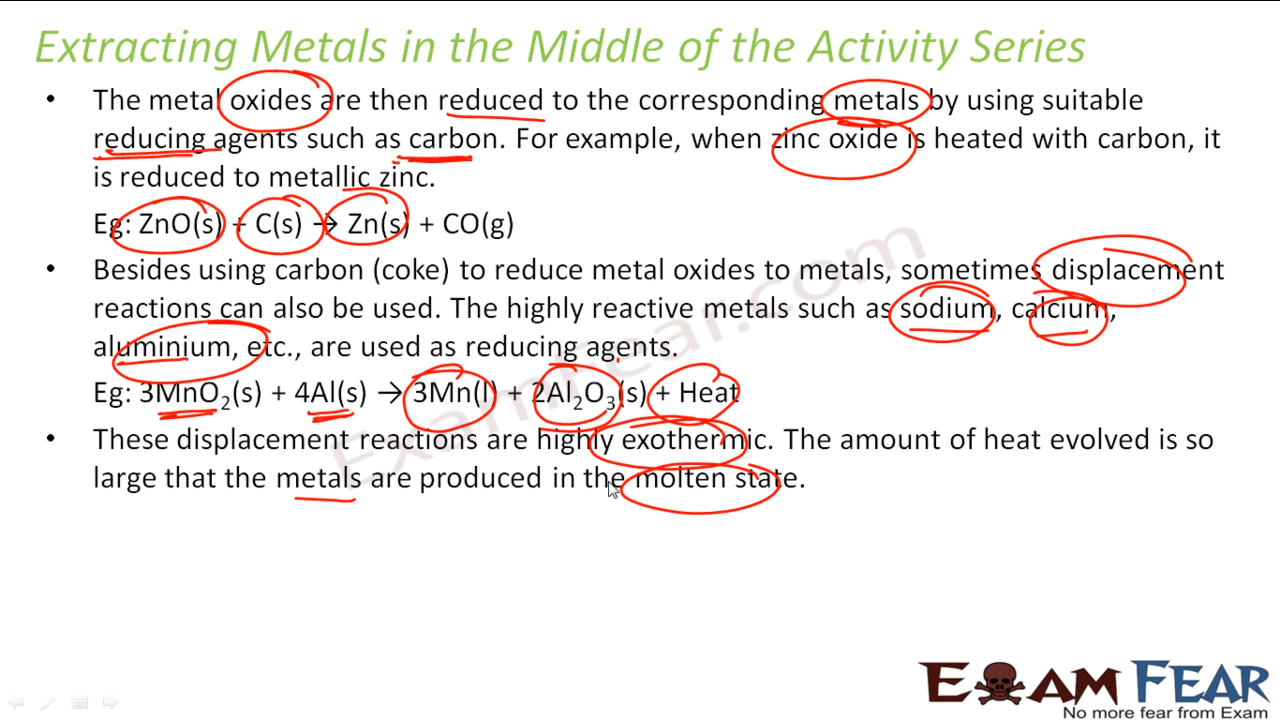 Extracting Metals in the Middle of the Activity Series
• The metal oxides are then reduced to the corresponding metals by using suitable
reducing agents such as carbon. For example, when zinc oxide is heated with carbon, it
is reduced to metallic zinc.
Eg: ZnO(s) + C(s) → Zn(s) + CO(g)
• Besides using carbon (coke) to reduce metal oxides to metals, sometimes displacement
reactions can also be used. The highly reactive metals such as sodium, calcium,
aluminium, etc., are used as reducing agents.
Eg: 3MnO₂(s) + 4Al(s) → 3Mn(l) + 2Al₂O₃(s) + Heat
• These displacement reactions are highly exothermic. The amount of heat evolved is so
large that the metals are produced in the molten state.
ExamFear.com
EXAM FEAR
No more fear from Exam